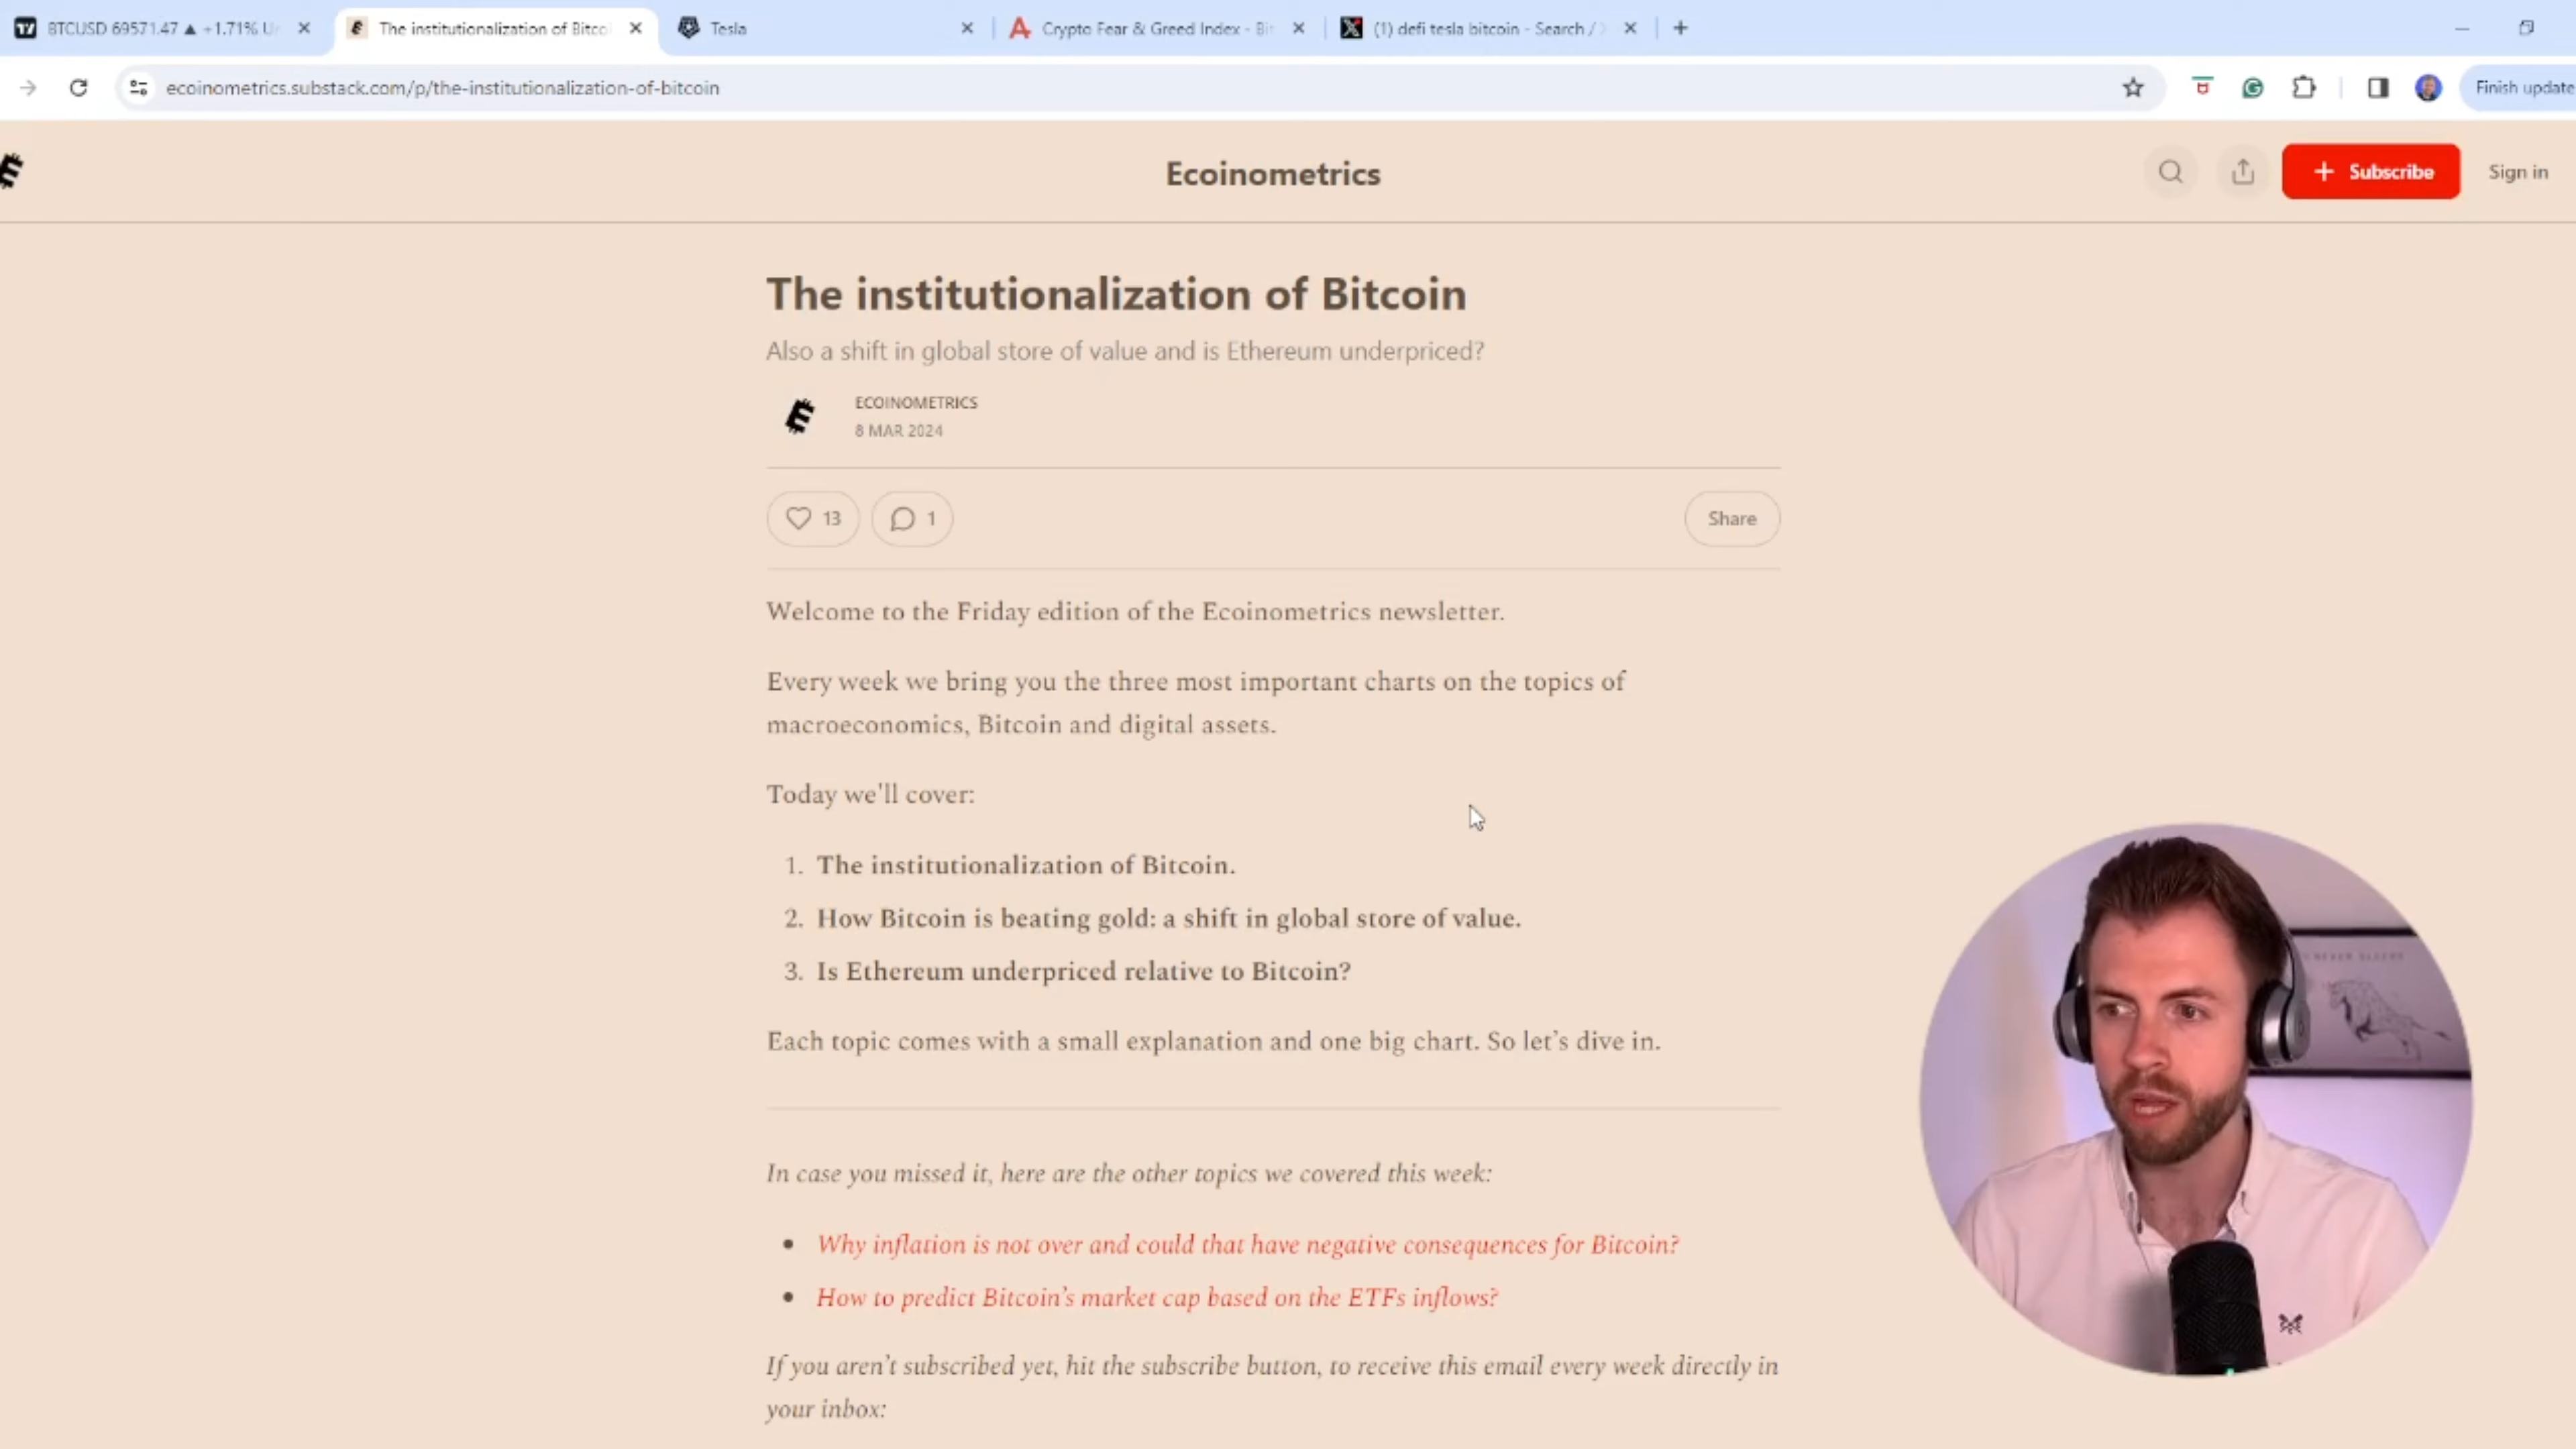 BTCUSD 69571.47 ▲ +1.71%
The institutionalization of Bitco
Tesla
Crypto Fear & Greed Index - Bit
(1) defi tesla bitcoin - Search /
ecoinometrics.substack.com/p/the-institutionalization-of-bitcoin
Finish update
Ecoinometrics
Subscribe
Sign in
The institutionalization of Bitcoin
Also a shift in global store of value and is Ethereum underpriced?
ECOINOMETRICS
8 MAR 2024
13
1
Share
Welcome to the Friday edition of the Ecoinometrics newsletter.
Every week we bring you the three most important charts on the topics of
macroeconomics, Bitcoin and digital assets.
Today we'll cover:
1. The institutionalization of Bitcoin.
2. How Bitcoin is beating gold: a shift in global store of value.
3. Is Ethereum underpriced relative to Bitcoin?
Each topic comes with a small explanation and one big chart. So let's dive in.
In case you missed it, here are the other topics we covered this week:
• Why inflation is not over and could that have negative consequences for Bitcoin?
• How to predict Bitcoin's market cap based on the ETFs inflows?
If you aren't subscribed yet, hit the subscribe button, to receive this email every week directly in
your inbox: